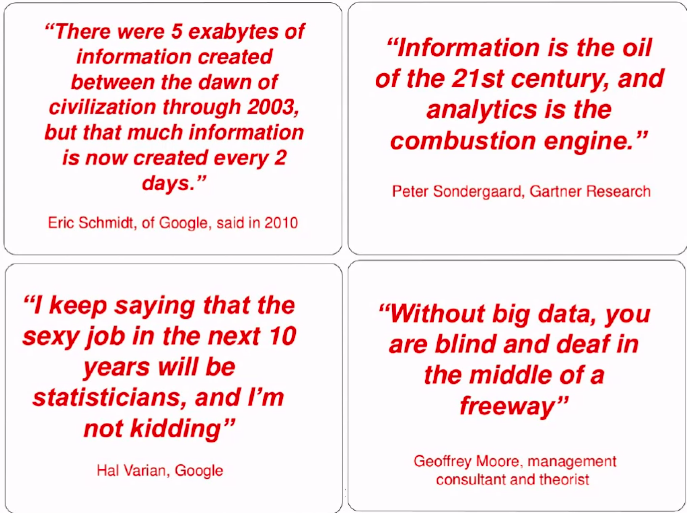 “There were 5 exabytes of
information created
between the dawn of
civilization through 2003,
but that much information
is now created every 2
days.”
Eric Schmidt, of Google, said in 2010
“Information is the oil
of the 21st century, and
analytics is the
combustion engine.”
Peter Sondergaard, Gartner Research
“I keep saying that the
sexy job in the next 10
years will be
statisticians, and I’m
not kidding”
Hal Varian, Google
“Without big data, you
are blind and deaf in
the middle of a
freeway”
Geoffrey Moore, management
consultant and theorist